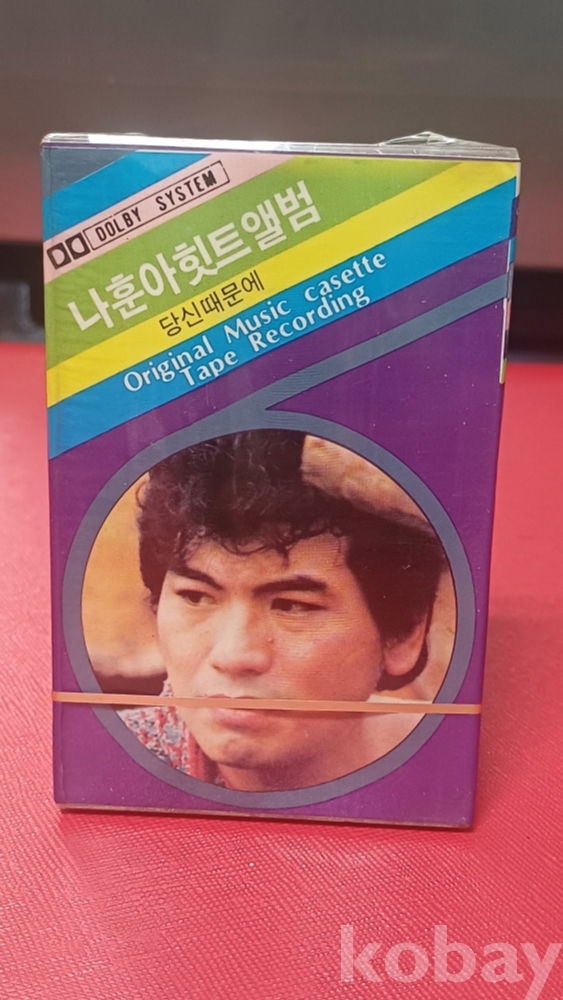 DOLBY SYSTEM
나훈아힛트앨범
당신때문에
Original Music casette
Tape Recording
kobay